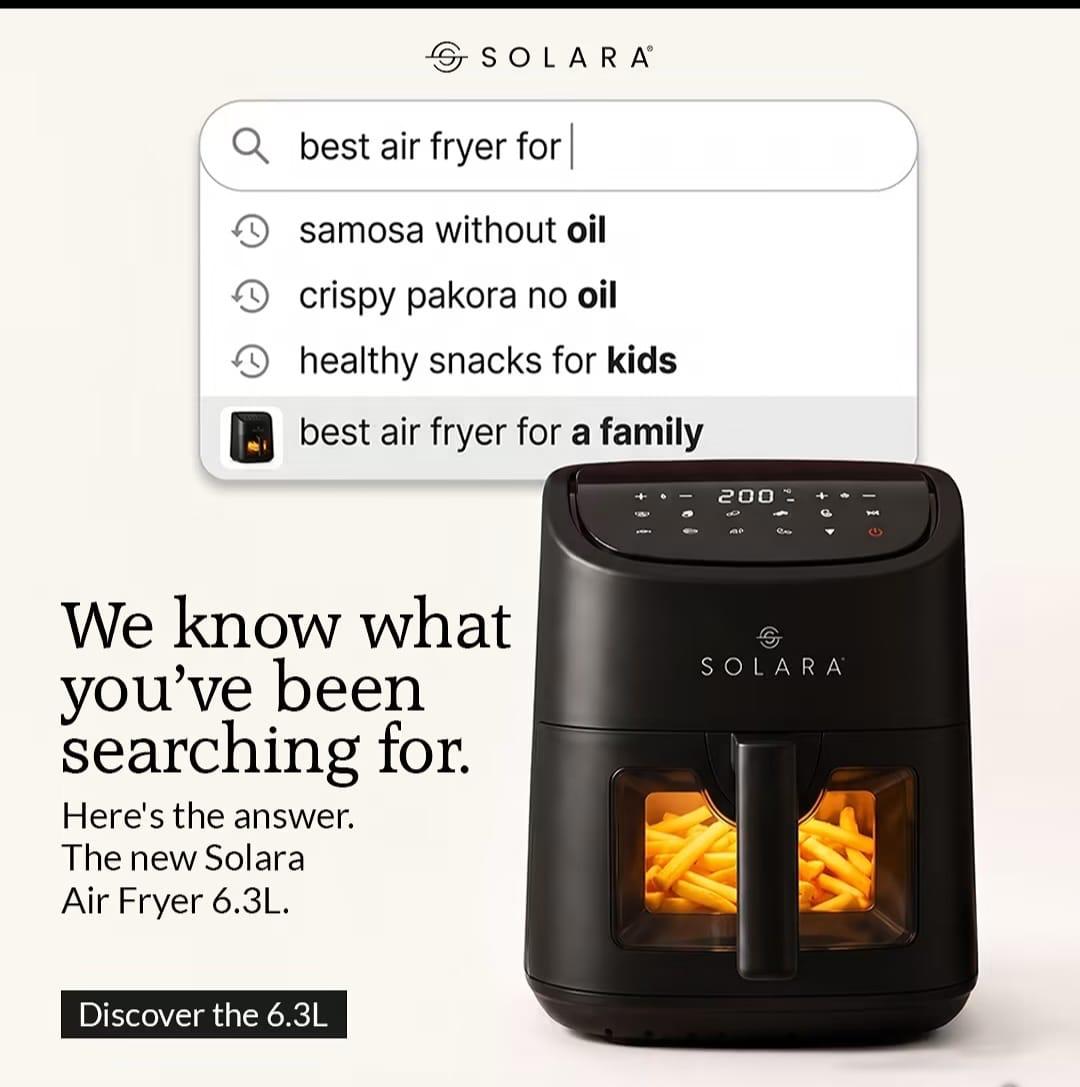 SOLARA®
best air fryer for
samosa without oil
crispy pakora no oil
healthy snacks for kids
best air fryer for a family
+ – 200 °C + –
SOLARA
We know what
you’ve been
searching for.
Here's the answer.
The new Solara
Air Fryer 6.3L.
Discover the 6.3L